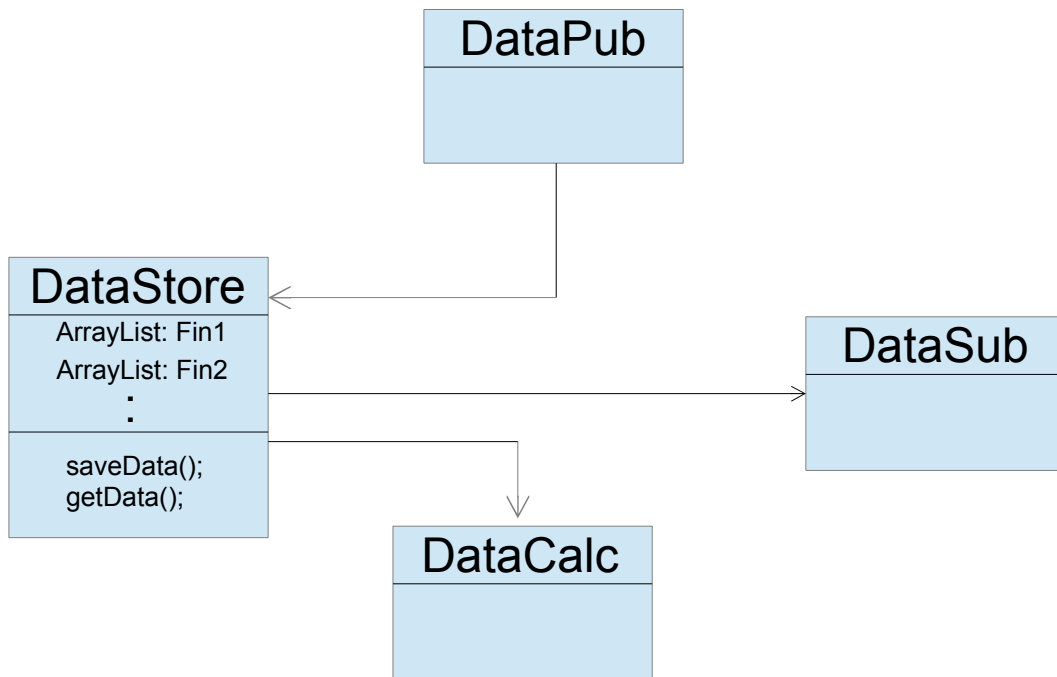 DataPub
DataStore
ArrayList: Fin1
ArrayList: Fin2
:
saveData();
getData();
DataSub
DataCalc